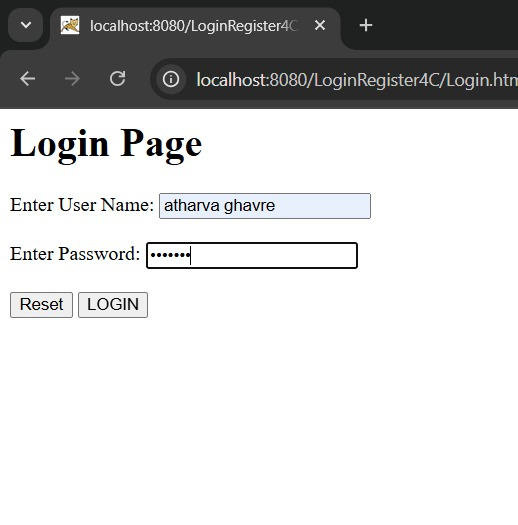 localhost:8080/LoginRegister4C
localhost:8080/LoginRegister4C/Login.htm
Login Page
Enter User Name: atharva ghavre
Enter Password: •••••••
Reset LOGIN